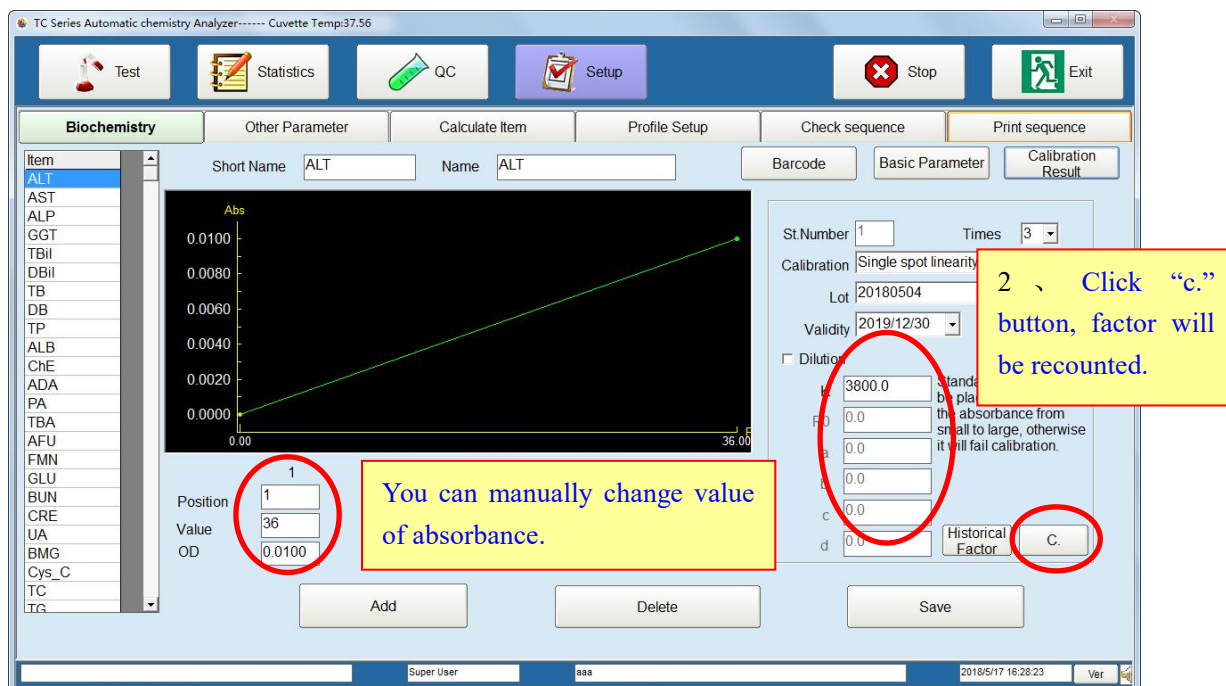 TC Series Automatic chemistry Analyzer------ Cuvette Temp:37.56
Test
Statistics
QC
Setup
Stop
Exit
Biochemistry
Other Parameter
Calculate Item
Profile Setup
Check sequence
Print sequence
Item
ALT
AST
ALP
GGT
TBil
DBil
TB
DB
TP
ALB
ChE
ADA
PA
TBA
AFU
FMN
GLU
BUN
CRE
UA
BMG
Cys_C
TC
TG
Short Name ALT
Name ALT
Barcode
Basic Parameter
Calibration
Result
Abs
0.0100
0.0080
0.0060
0.0040
0.0020
0.0000
0.00
36.00
1
Position 1
Value 36
OD 0.0100
You can manually change value
of absorbance.
St.Number 1
Times 3
Calibration Single spot linearity
Lot 20180504
Validity 2019/12/30
Dilution
3800.0
0.0
a 0.0
b 0.0
c 0.0
d 0.0
be
the absorbance from
small to large, otherwise
it will fail calibration.
2 、 Click “c.”
button, factor will
be recounted.
Historical
Factor
C.
Add
Delete
Save
Super User
aaa
2018/5/17 16:28:23
Ver